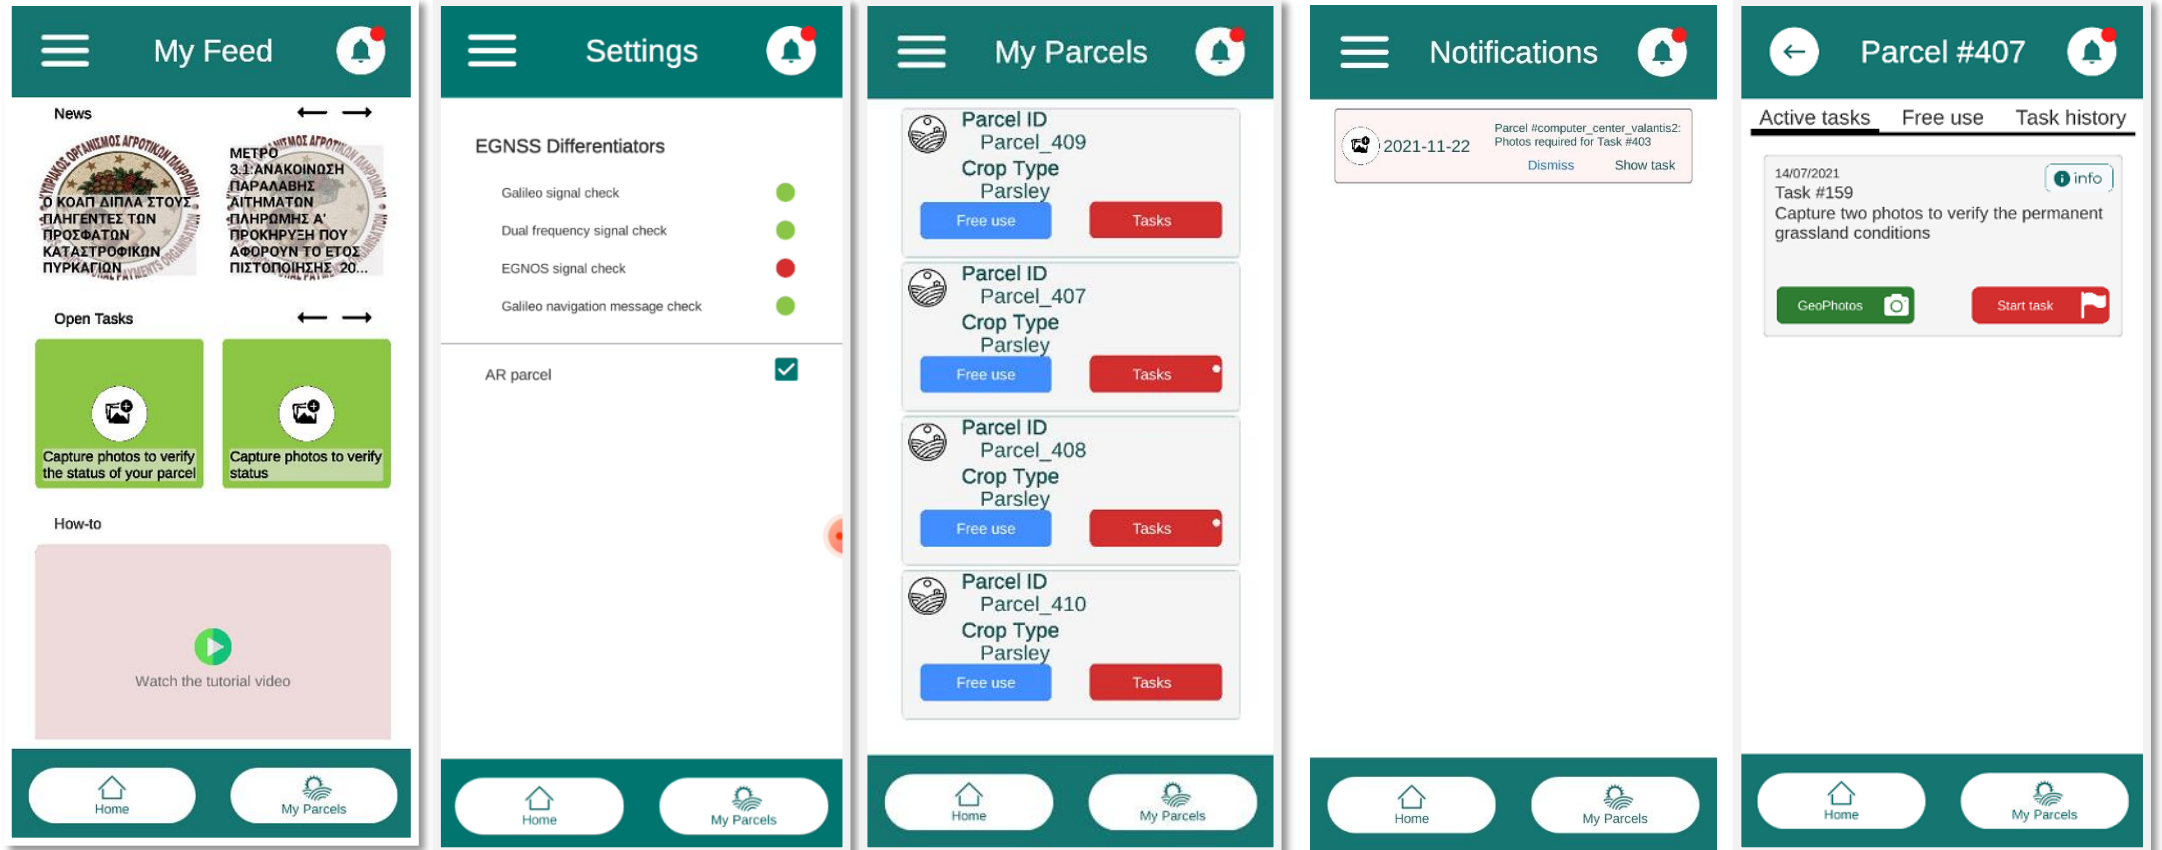 My Feed
News
Ο ΚΟΑΠ ΔΙΠΛΑ ΣΤΟΥΣ
ΠΛΗΓΕΝΤΕΣ ΤΩΝ
ΠΡΟΣΦΑΤΩΝ
ΚΑΤΑΣΤΡΟΦΙΚΩΝ
ΠΥΡΚΑΓΙΩΝ
ΜΕΤΡΟ
3.1:ΑΝΑΚΟΙΝΩΣΗ
ΠΑΡΑΛΑΒΗΣ
ΑΙΤΗΜΑΤΩΝ
ΠΛΗΡΩΜΗΣ Α'
ΠΡΟΚΗΡΥΞΗ ΠΟΥ
ΑΦΟΡΟΥΝ ΤΟ ΕΤΟΣ
ΠΙΣΤΟΠΟΙΗΣΗΣ 20...
Open Tasks
Capture photos to verify
the status of your parcel
Capture photos to verify
status
How-to
Watch the tutorial video
Home
My Parcels
Settings
EGNSS Differentiators
Galileo signal check
Dual frequency signal check
EGNOS signal check
Galileo navigation message check
AR parcel
Home
My Parcels
My Parcels
Parcel ID
Parcel_409
Crop Type
Parsley
Free use
Tasks
Parcel ID
Parcel_407
Crop Type
Parsley
Free use
Tasks
Parcel ID
Parcel_408
Crop Type
Parsley
Free use
Tasks
Parcel ID
Parcel_410
Crop Type
Parsley
Free use
Tasks
Home
My Parcels
Notifications
2021-11-22
Parcel #computer_center_valantis2:
Photos required for Task #403
Dismiss
Show task
Home
My Parcels
Parcel #407
Active tasks
Free use
Task history
14/07/2021
info
Task #159
Capture two photos to verify the permanent
grassland conditions
GeoPhotos
Start task
Home
My Parcels